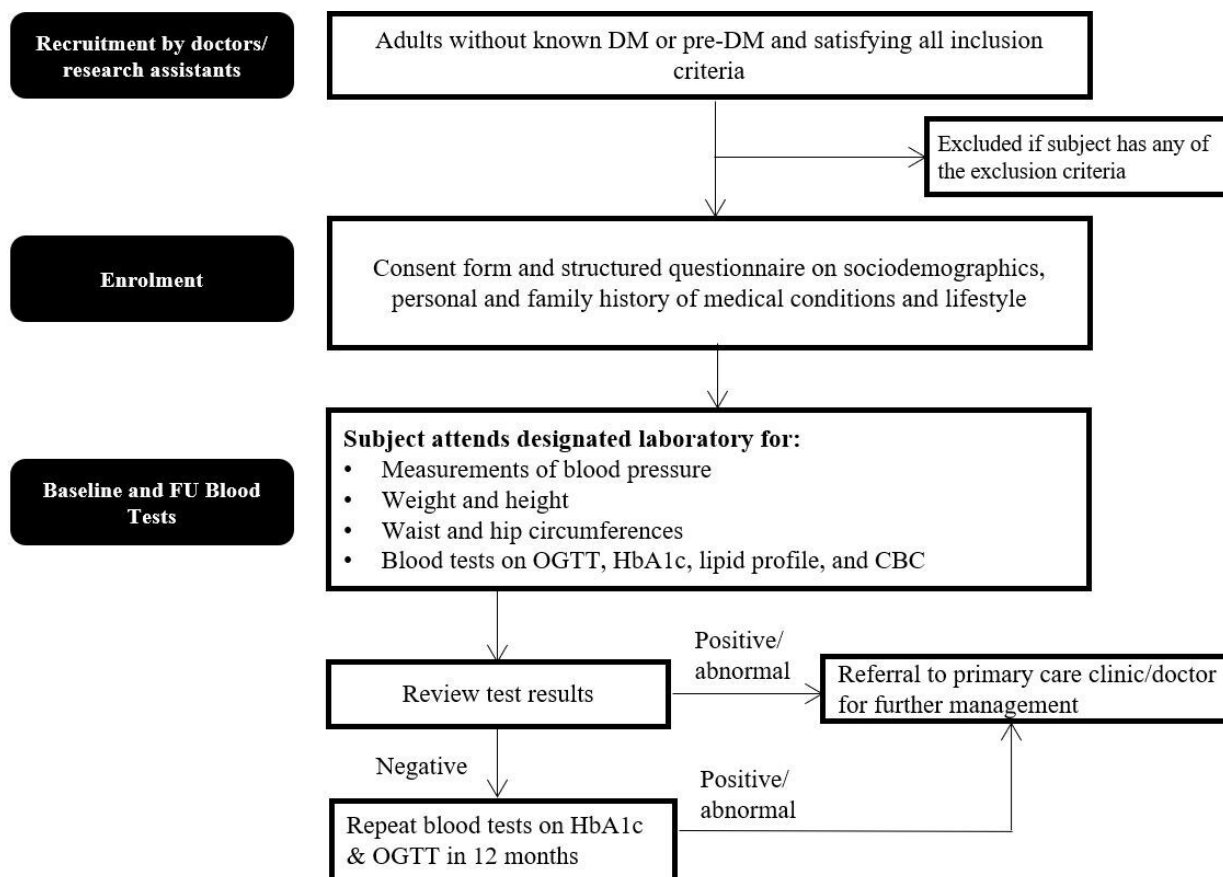 Recruitment by doctors/
research assistants
Adults without known DM or pre-DM and satisfying all inclusion
criteria
Excluded if subject has any of
the exclusion criteria
Enrolment
Consent form and structured questionnaire on sociodemographics,
personal and family history of medical conditions and lifestyle
Baseline and FU Blood
Tests
Subject attends designated laboratory for:
• Measurements of blood pressure
• Weight and height
• Waist and hip circumferences
• Blood tests on OGTT, HbA1c, lipid profile, and CBC
Review test results
Positive/
abnormal
Referral to primary care clinic/doctor
for further management
Negative
Positive/
abnormal
Repeat blood tests on HbA1c
& OGTT in 12 months